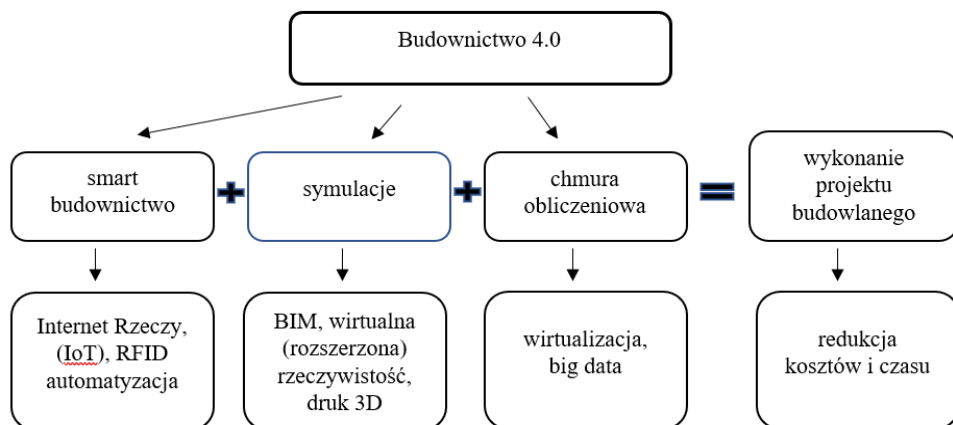 Budownictwo 4.0
smart
budownictwo
symulacje
chmura
obliczeniowa
wykonanie
projektu
budowlanego
Internet Rzeczy,
(IoT), RFID
automatyzacja
BIM, wirtualna
(rozszerzona)
rzeczywistość,
druk 3D
wirtualizacja,
big data
redukcja
kosztów i czasu